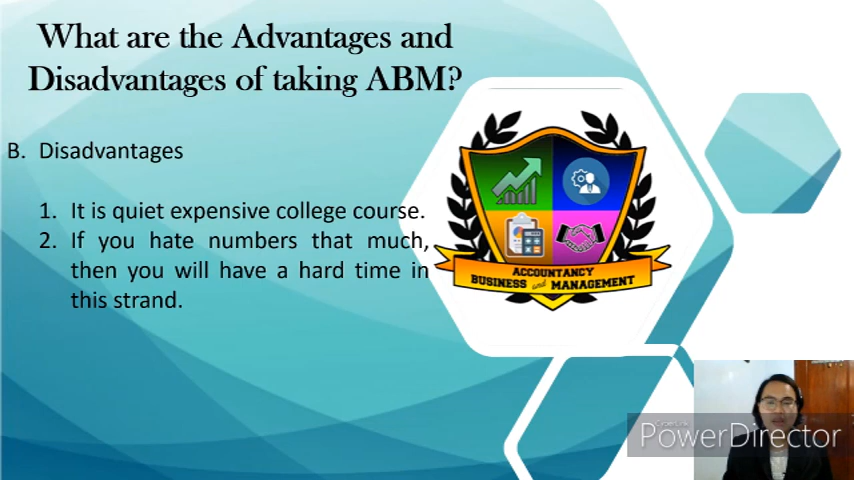 What are the Advantages and
Disadvantages of taking ABM?
B. Disadvantages
1. It is quiet expensive college course.
2. If you hate numbers that much,
then you will have a hard time in
this strand.
ACCOUNTANCY
BUSINESS and MANAGEMENT
CyberLink
PowerDirector